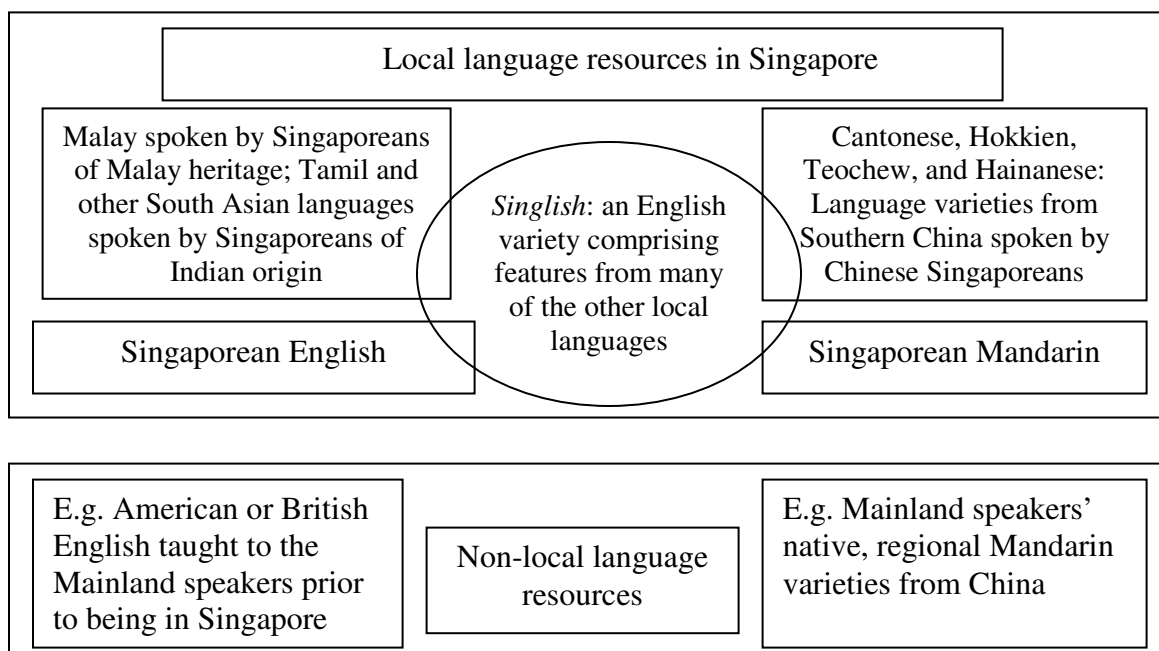 Local language resources in Singapore
Malay spoken by Singaporeans
of Malay heritage; Tamil and
other South Asian languages
spoken by Singaporeans of
Indian origin
Singlish: an English
variety comprising
features from many
of the other local
languages
Cantonese, Hokkien,
Teochew, and Hainanese:
Language varieties from
Southern China spoken by
Chinese Singaporeans
Singaporean English
Singaporean Mandarin
E.g. American or British
English taught to the
Mainland speakers prior
to being in Singapore
Non-local language
resources
E.g. Mainland speakers’
native, regional Mandarin
varieties from China